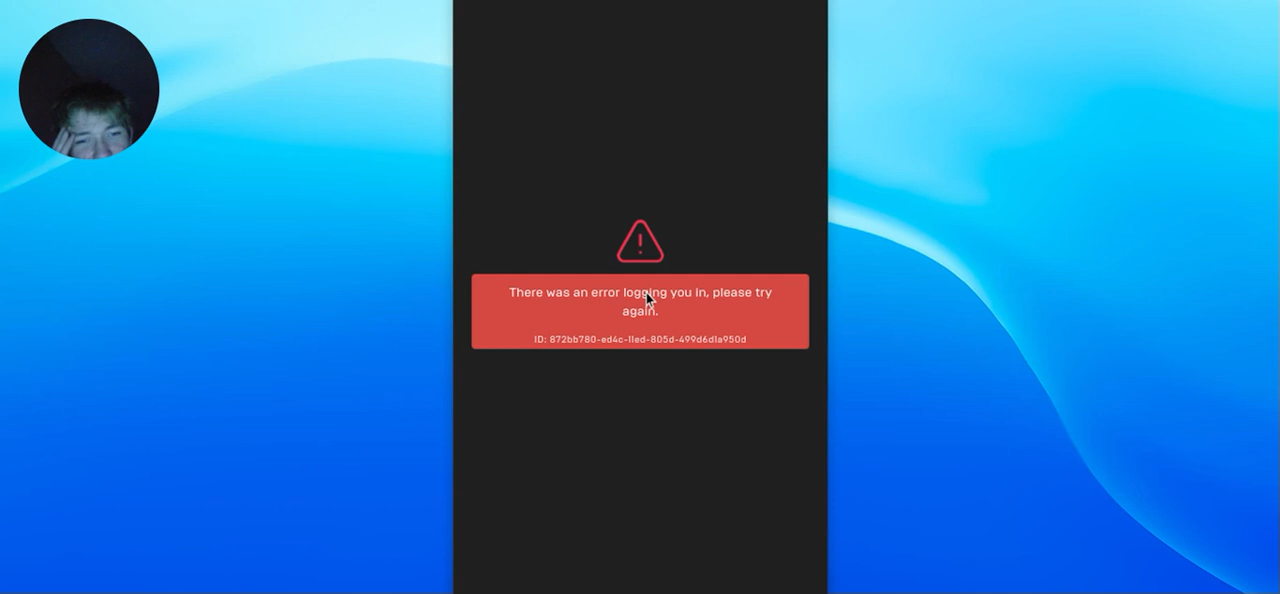 There was an error logging you in, please try
again.
ID: 872bb780-ed4c-11ed-805d-499d6d1a950d